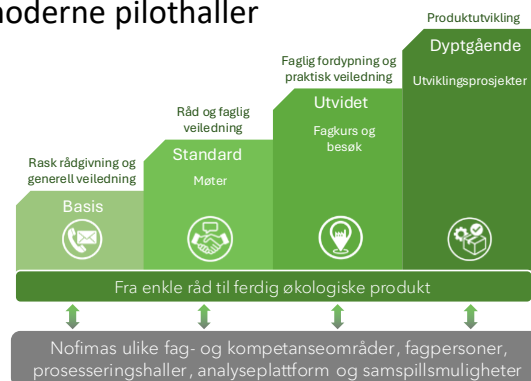 moderne pilothaller
Rask rådgivning og
generell veiledning
Basis
Råd og faglig
veiledning
Standard
Møter
Faglig fordypning og
praktisk veiledning
Utvidet
Fagkurs og
besøk
Produktutvikling
Dyptgående
Utviklingsprosjekter
Fra enkle råd til ferdig økologiske produkt
Nofimas ulike fag- og kompetanseområder, fagpersoner,
prosesseringshaller, analyseplattform og samspillsmuligheter